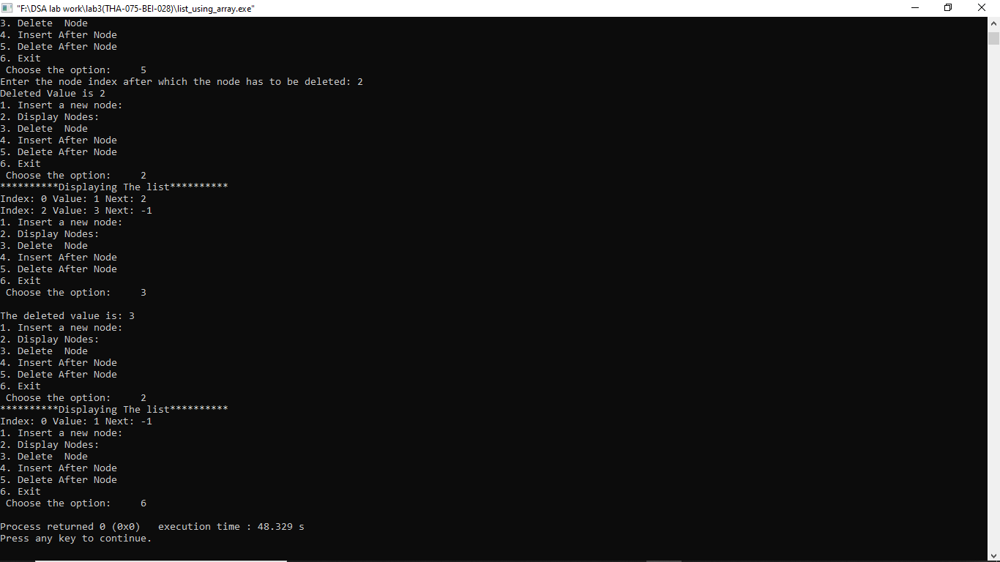 "F:\DSA lab work\lab3(THA-075-BEI-028)\list_using_array.exe"
3. Delete  Node
4. Insert After Node
5. Delete After Node
6. Exit
 Choose the option:     5
Enter the node index after which the node has to be deleted: 2
Deleted Value is 2
1. Insert a new node:
2. Display Nodes:
3. Delete  Node
4. Insert After Node
5. Delete After Node
6. Exit
 Choose the option:     2
**********Displaying The list**********
Index: 0 Value: 1 Next: 2
Index: 2 Value: 3 Next: -1
1. Insert a new node:
2. Display Nodes:
3. Delete  Node
4. Insert After Node
5. Delete After Node
6. Exit
 Choose the option:     3
The deleted value is: 3
1. Insert a new node:
2. Display Nodes:
3. Delete  Node
4. Insert After Node
5. Delete After Node
6. Exit
 Choose the option:     2
**********Displaying The list**********
Index: 0 Value: 1 Next: -1
1. Insert a new node:
2. Display Nodes:
3. Delete  Node
4. Insert After Node
5. Delete After Node
6. Exit
 Choose the option:     6
Process returned 0 (0x0)   execution time : 48.329 s
Press any key to continue.